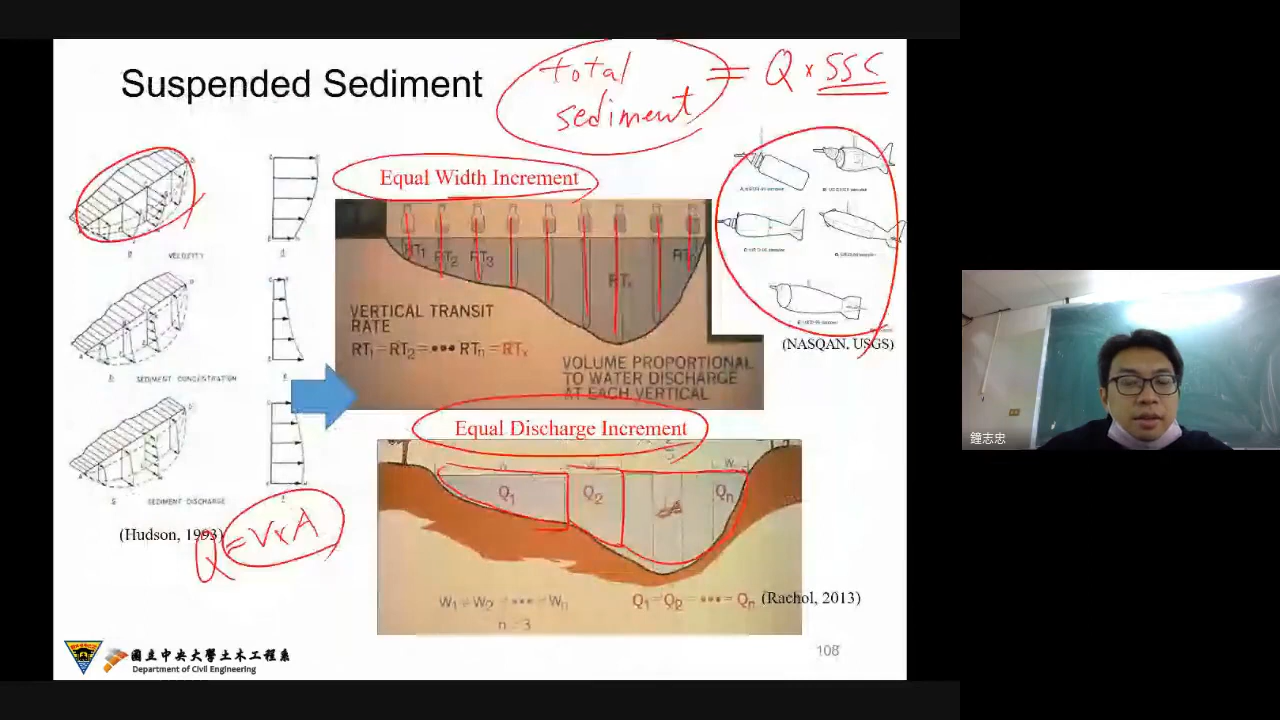 Suspended Sediment
total
sediment
= Q × SSC
VELOCITY
SEDIMENT CONCENTRATION
SEDIMENT DISCHARGE
(Hudson, 1993)
Q = V×A
Equal Width Increment
RT₁
RT₂
RT₃
VERTICAL TRANSIT
RATE
RT₁ = RT₂ = ••• RTₙ = RTₓ
VOLUME PROPORTIONAL
TO WATER DISCHARGE
AT EACH VERTICAL
(NASQAN, USGS)
Equal Discharge Increment
Q₁
Q₂
Qₙ
W₁ = W₂ = ••• = Wₙ
Q₁ = Q₂ = ••• = Qₙ
(Rachol, 2013)
國立中央大學土木工程系
Department of Civil Engineering
108
鐘志忠